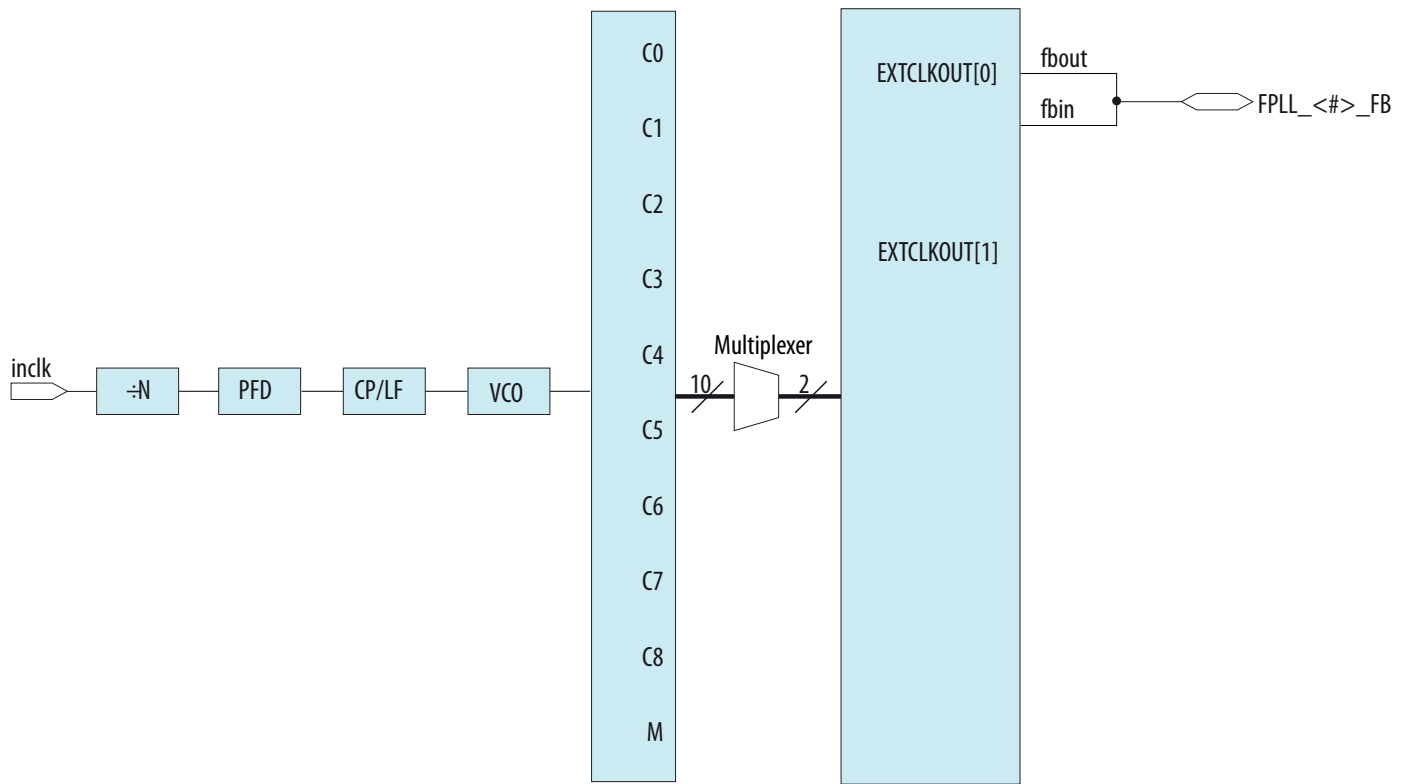 inclk
÷N
PFD
CP/LF
VCO
C0
C1
C2
C3
C4
C5
C6
C7
C8
M
Multiplexer
10
2
EXTCLKOUT[0]
EXTCLKOUT[1]
fbout
fbin
FPLL_<#>_FB